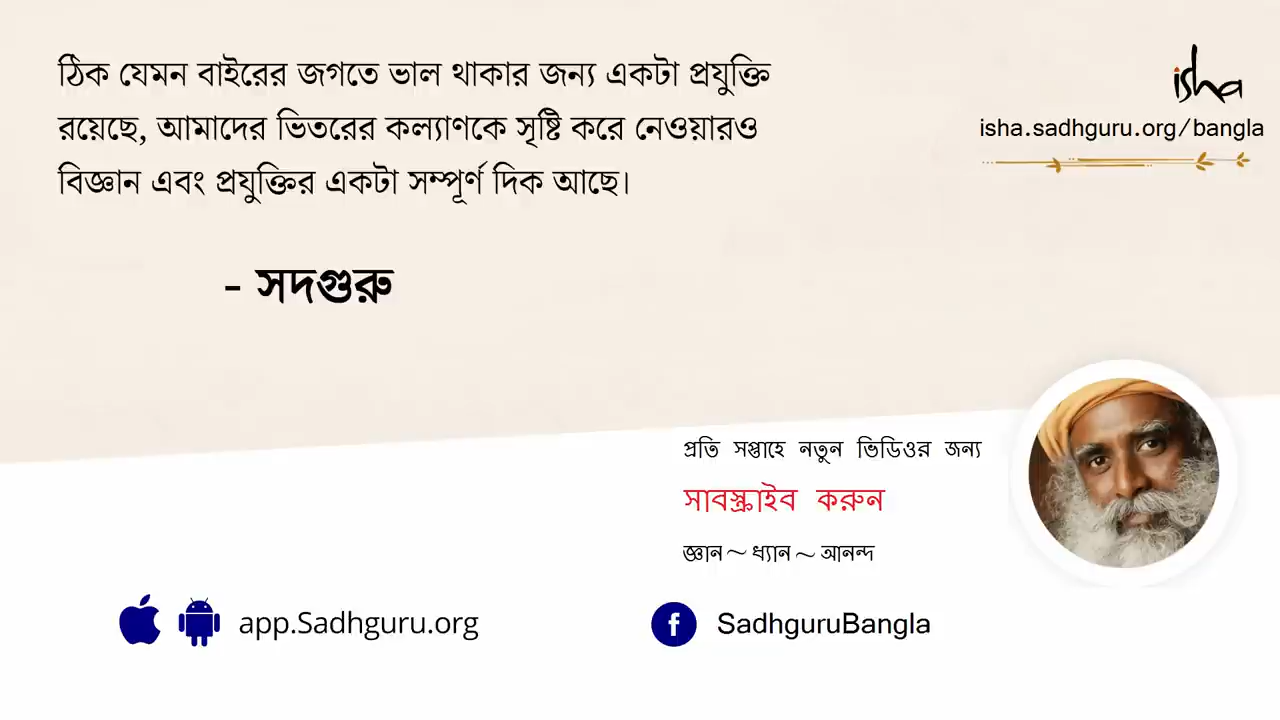 ঠিক যেমন বাইরের জগতে ভাল থাকার জন্য একটা প্রযুক্তি
রয়েছে, আমাদের ভিতরের কল্যাণকে সৃষ্টি করে নেওয়ারও
বিজ্ঞান এবং প্রযুক্তির একটা সম্পূর্ণ দিক আছে।
- সদগুরু
isha
isha.sadhguru.org/bangla
প্রতি সপ্তাহে নতুন ভিডিওর জন্য
সাবস্ক্রাইব করুন
জ্ঞান ~ ধ্যান ~ আনন্দ
app.Sadhguru.org
f SadhguruBangla